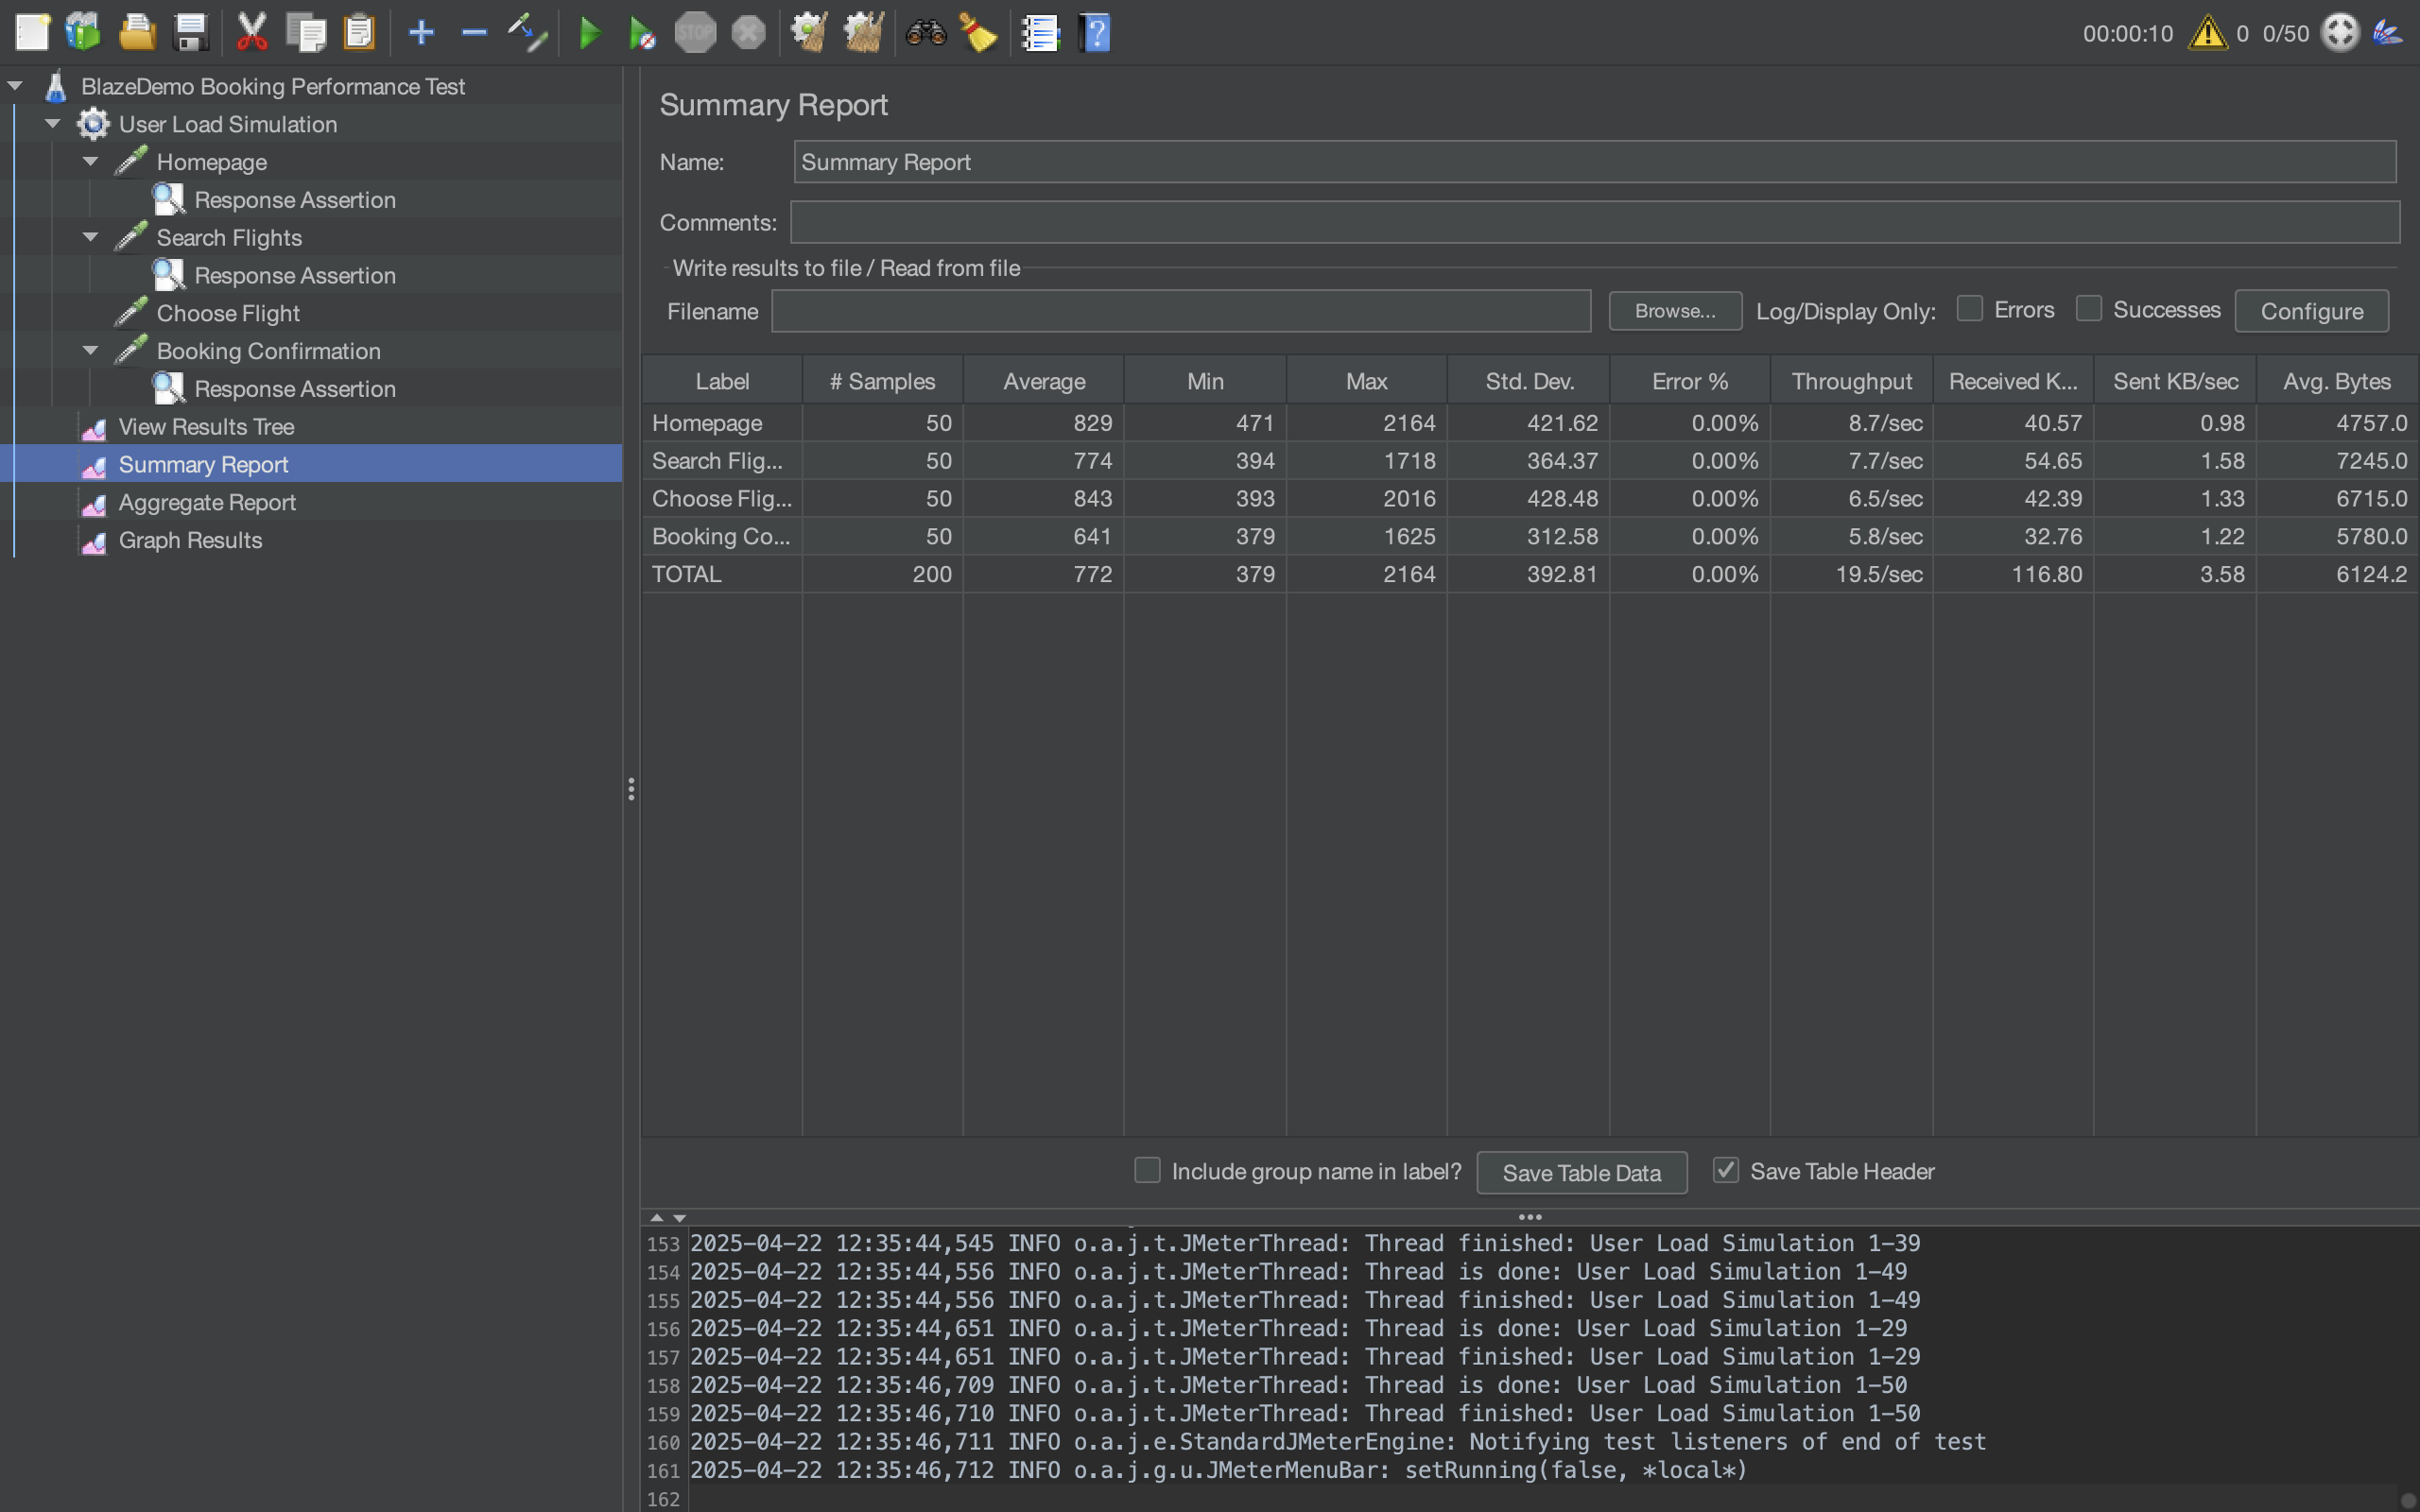 STOP
00:00:10 0 0/50
BlazeDemo Booking Performance Test
User Load Simulation
Homepage
Response Assertion
Search Flights
Response Assertion
Choose Flight
Booking Confirmation
Response Assertion
View Results Tree
Summary Report
Aggregate Report
Graph Results
Summary Report
Name: Summary Report
Comments:
Write results to file / Read from file
Filename Browse... Log/Display Only: Errors Successes Configure
Label # Samples Average Min Max Std. Dev. Error % Throughput Received K... Sent KB/sec Avg. Bytes
Homepage 50 829 471 2164 421.62 0.00% 8.7/sec 40.57 0.98 4757.0
Search Flig... 50 774 394 1718 364.37 0.00% 7.7/sec 54.65 1.58 7245.0
Choose Flig... 50 843 393 2016 428.48 0.00% 6.5/sec 42.39 1.33 6715.0
Booking Co... 50 641 379 1625 312.58 0.00% 5.8/sec 32.76 1.22 5780.0
TOTAL 200 772 379 2164 392.81 0.00% 19.5/sec 116.80 3.58 6124.2
Include group name in label? Save Table Data Save Table Header
153 2025-04-22 12:35:44,545 INFO o.a.j.t.JMeterThread: Thread finished: User Load Simulation 1-39
154 2025-04-22 12:35:44,556 INFO o.a.j.t.JMeterThread: Thread is done: User Load Simulation 1-49
155 2025-04-22 12:35:44,556 INFO o.a.j.t.JMeterThread: Thread finished: User Load Simulation 1-49
156 2025-04-22 12:35:44,651 INFO o.a.j.t.JMeterThread: Thread is done: User Load Simulation 1-29
157 2025-04-22 12:35:44,651 INFO o.a.j.t.JMeterThread: Thread finished: User Load Simulation 1-29
158 2025-04-22 12:35:46,709 INFO o.a.j.t.JMeterThread: Thread is done: User Load Simulation 1-50
159 2025-04-22 12:35:46,710 INFO o.a.j.t.JMeterThread: Thread finished: User Load Simulation 1-50
160 2025-04-22 12:35:46,711 INFO o.a.j.e.StandardJMeterEngine: Notifying test listeners of end of test
161 2025-04-22 12:35:46,712 INFO o.a.j.g.u.JMeterMenuBar: setRunning(false, *local*)
162